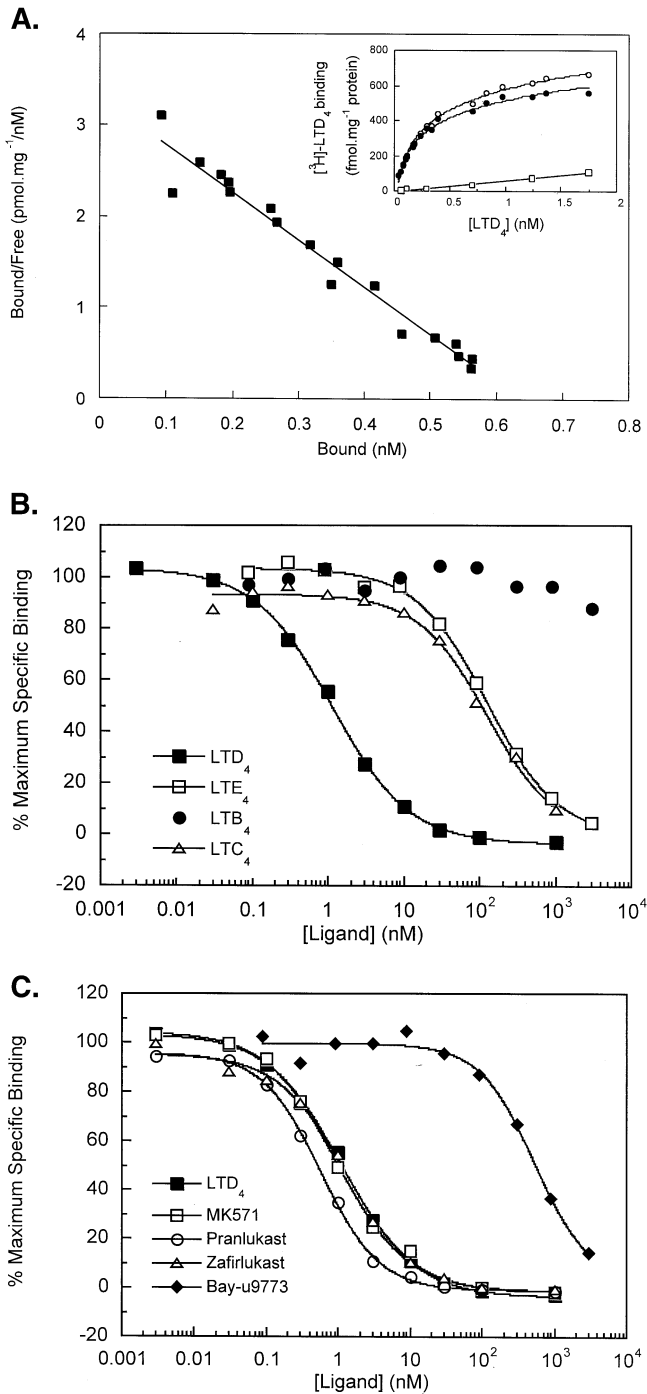 A.
Bound/Free (pmol.mg⁻¹/nM)
4
3
2
1
0
0 0.1 0.2 0.3 0.4 0.5 0.6 0.7 0.8
Bound (nM)
[³H]-LTD₄ binding
(fmol.mg⁻¹ protein)
800
600
400
200
0
0 0.5 1 1.5 2
[LTD₄] (nM)
B.
% Maximum Specific Binding
120
100
80
60
40
20
0
-20
LTD₄
LTE₄
LTB₄
LTC₄
0.001 0.01 0.1 1 10 10² 10³ 10⁴
[Ligand] (nM)
C.
% Maximum Specific Binding
120
100
80
60
40
20
0
-20
LTD₄
MK571
Pranlukast
Zafirlukast
Bay-u9773
0.001 0.01 0.1 1 10 10² 10³ 10⁴
[Ligand] (nM)